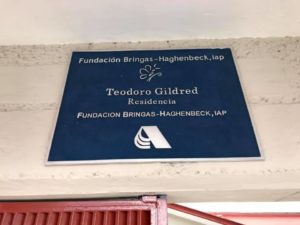 Fundación Bringas-Haghenbeck, iap
Teodoro Gildred
Residencia
FUNDACION BRINGAS-HAGHENBECK, IAP